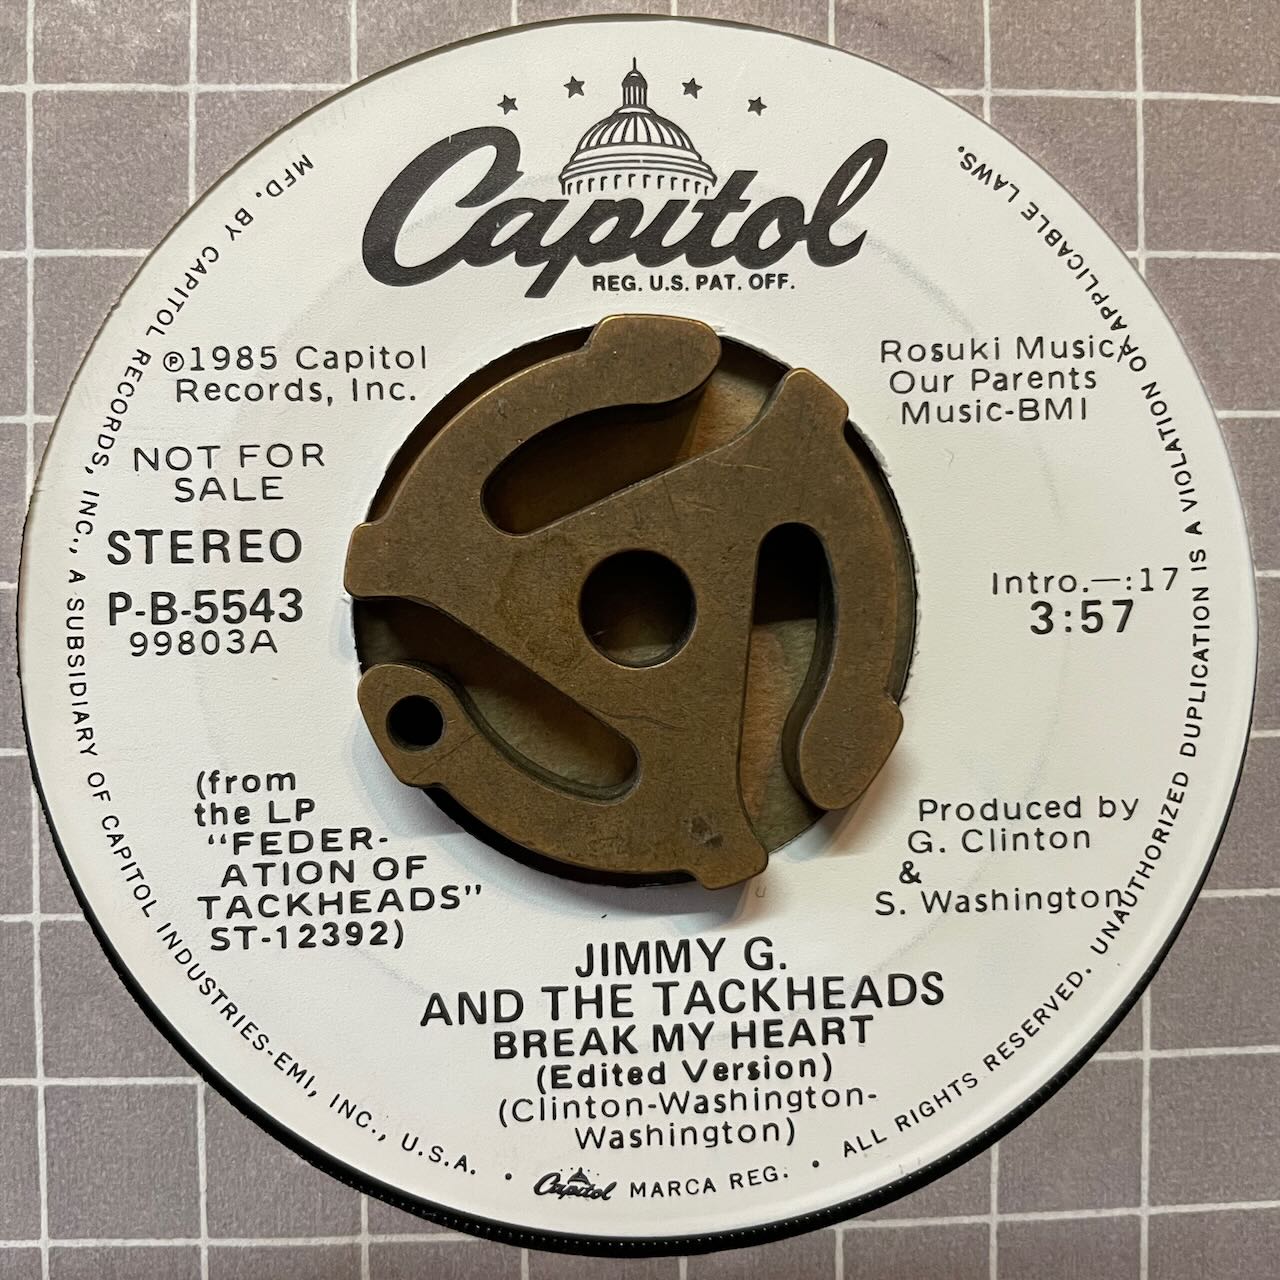 Capitol
REG. U.S. PAT. OFF.
℗1985 Capitol
Records, Inc.
NOT FOR
SALE
STEREO
P-B-5543
99803A
Rosuki Music/
Our Parents
Music-BMI
Intro.—:17
3:57
(from
the LP
"FEDER-
ATION OF
TACKHEADS"
ST-12392)
Produced by
G. Clinton
&
S. Washington
JIMMY G.
AND THE TACKHEADS
BREAK MY HEART
(Edited Version)
(Clinton-Washington-
Washington)
MFD. BY CAPITOL RECORDS, INC., A SUBSIDIARY OF CAPITOL INDUSTRIES-EMI, INC., U.S.A. • Capitol MARCA REG. • ALL RIGHTS RESERVED. UNAUTHORIZED DUPLICATION IS A VIOLATION OF APPLICABLE LAWS.